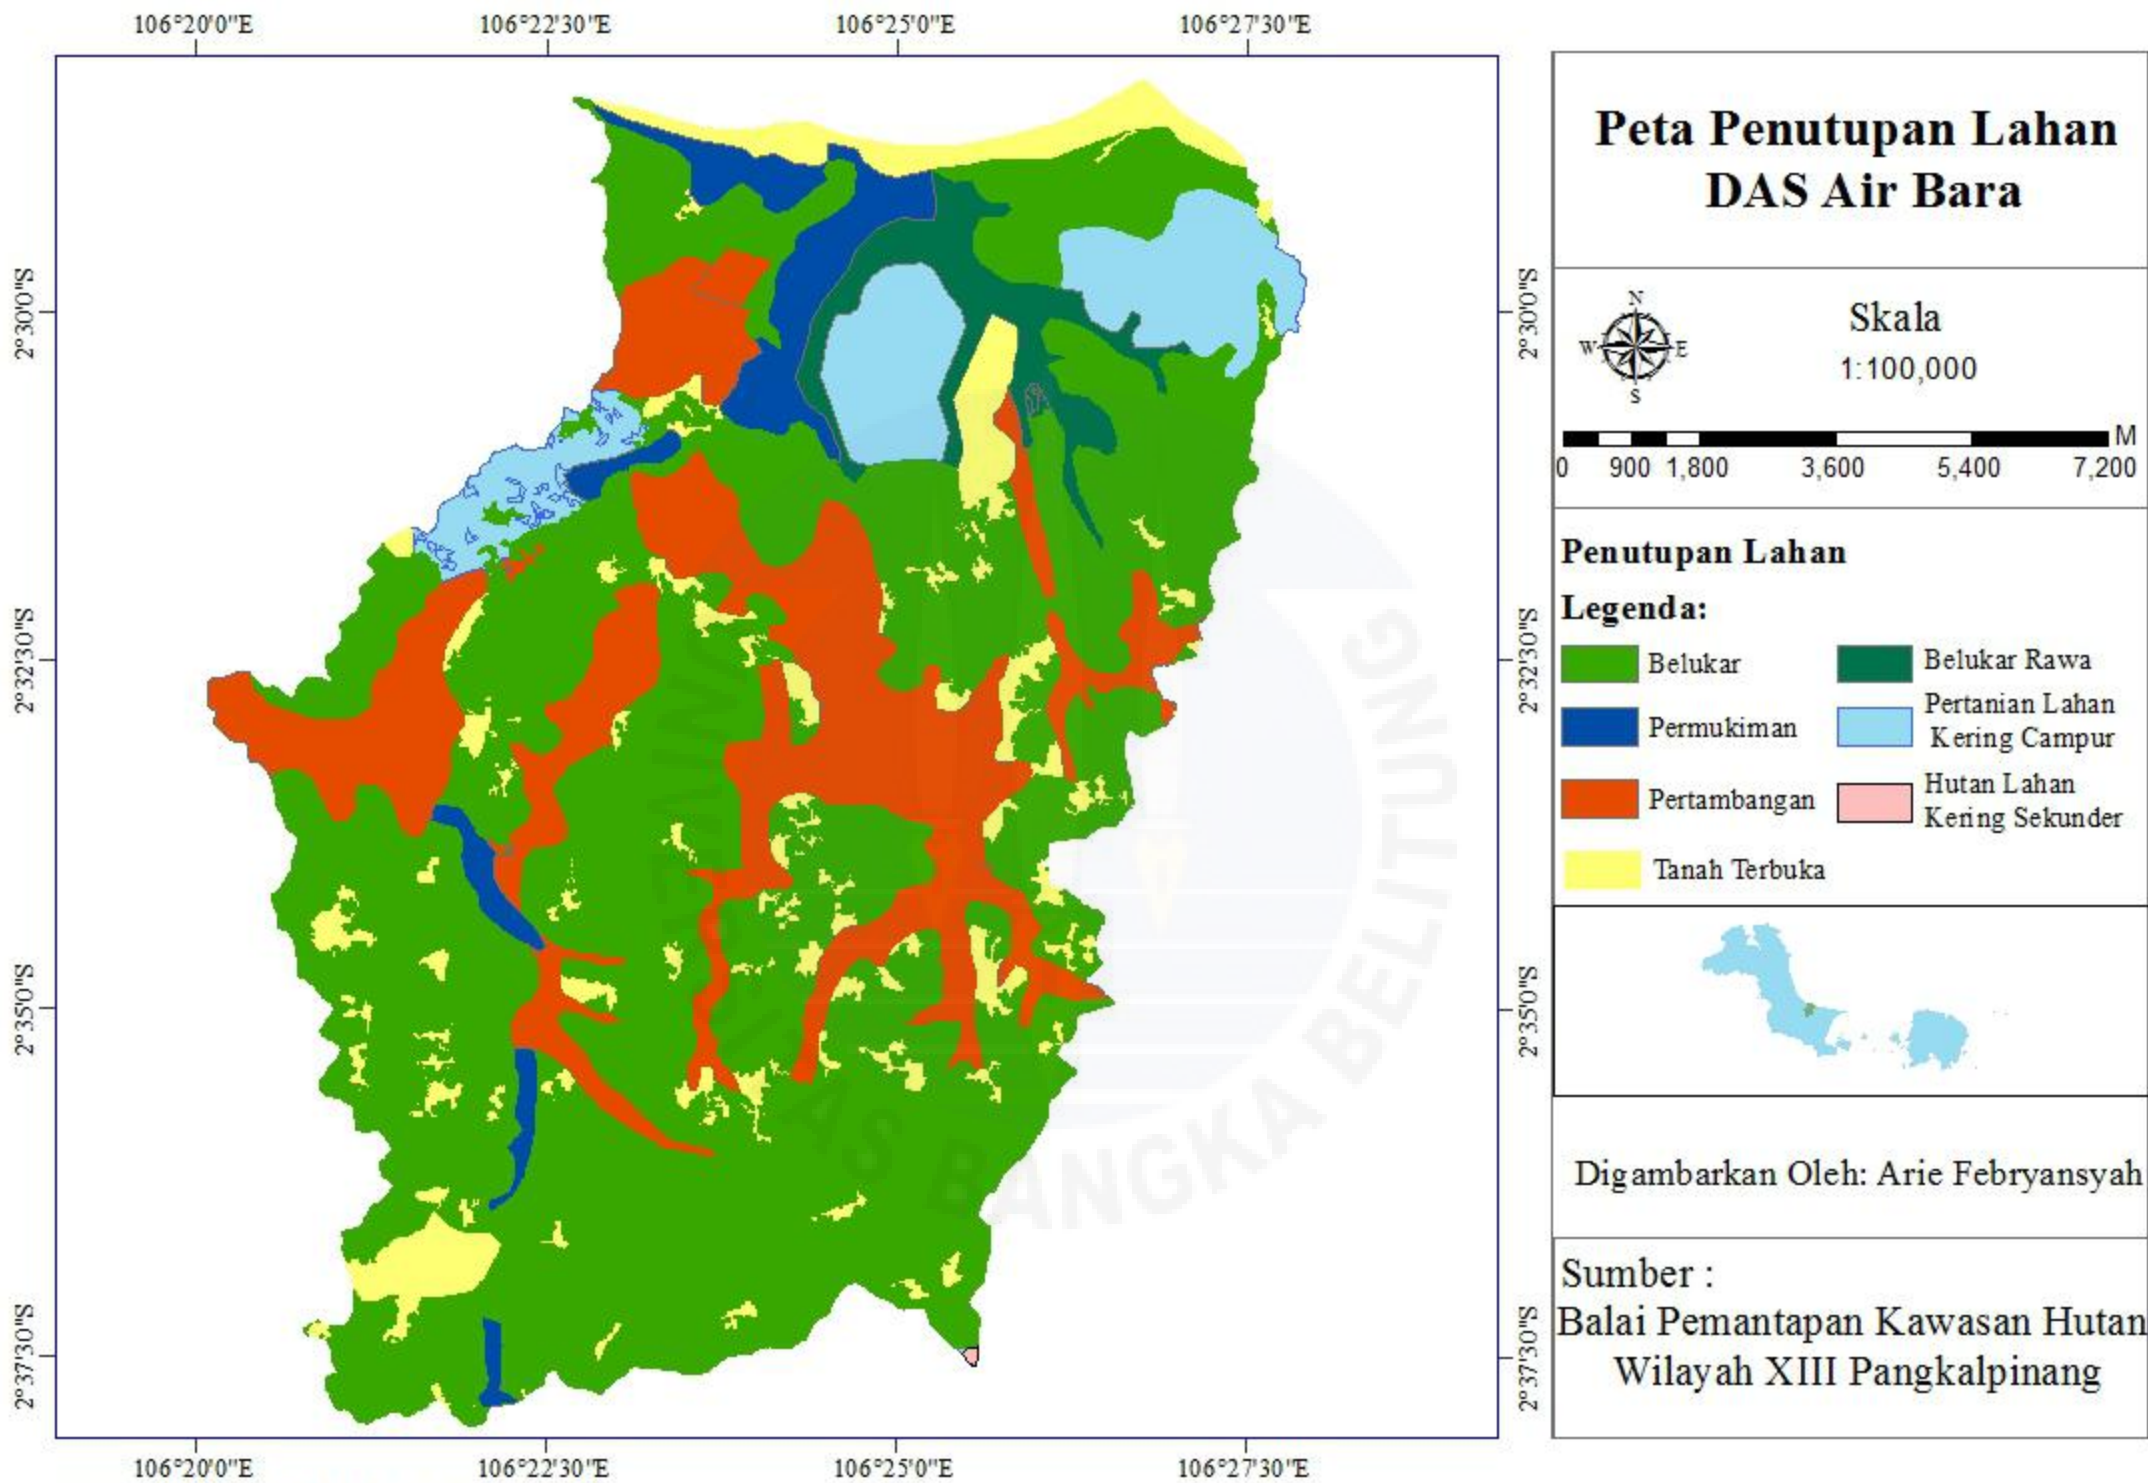 106°20'0"E
106°22'30"E
106°25'0"E
106°27'30"E
2°30'0"S
2°32'30"S
2°35'0"S
2°37'30"S
2°30'0"S
2°32'30"S
2°35'0"S
2°37'30"S
106°20'0"E
106°22'30"E
106°25'0"E
106°27'30"E
UNIVERSITAS BANGKA BELITUNG
Peta Penutupan Lahan
DAS Air Bara
N
W
E
S
Skala
1:100,000
M
0 900 1,800 3,600 5,400 7,200
Penutupan Lahan
Legenda:
Belukar
Permukiman
Pertambangan
Tanah Terbuka
Belukar Rawa
Pertanian Lahan
Kering Campur
Hutan Lahan
Kering Sekunder
Digambarkan Oleh: Arie Febryansyah
Sumber :
Balai Pemantapan Kawasan Hutan
Wilayah XIII Pangkalpinang